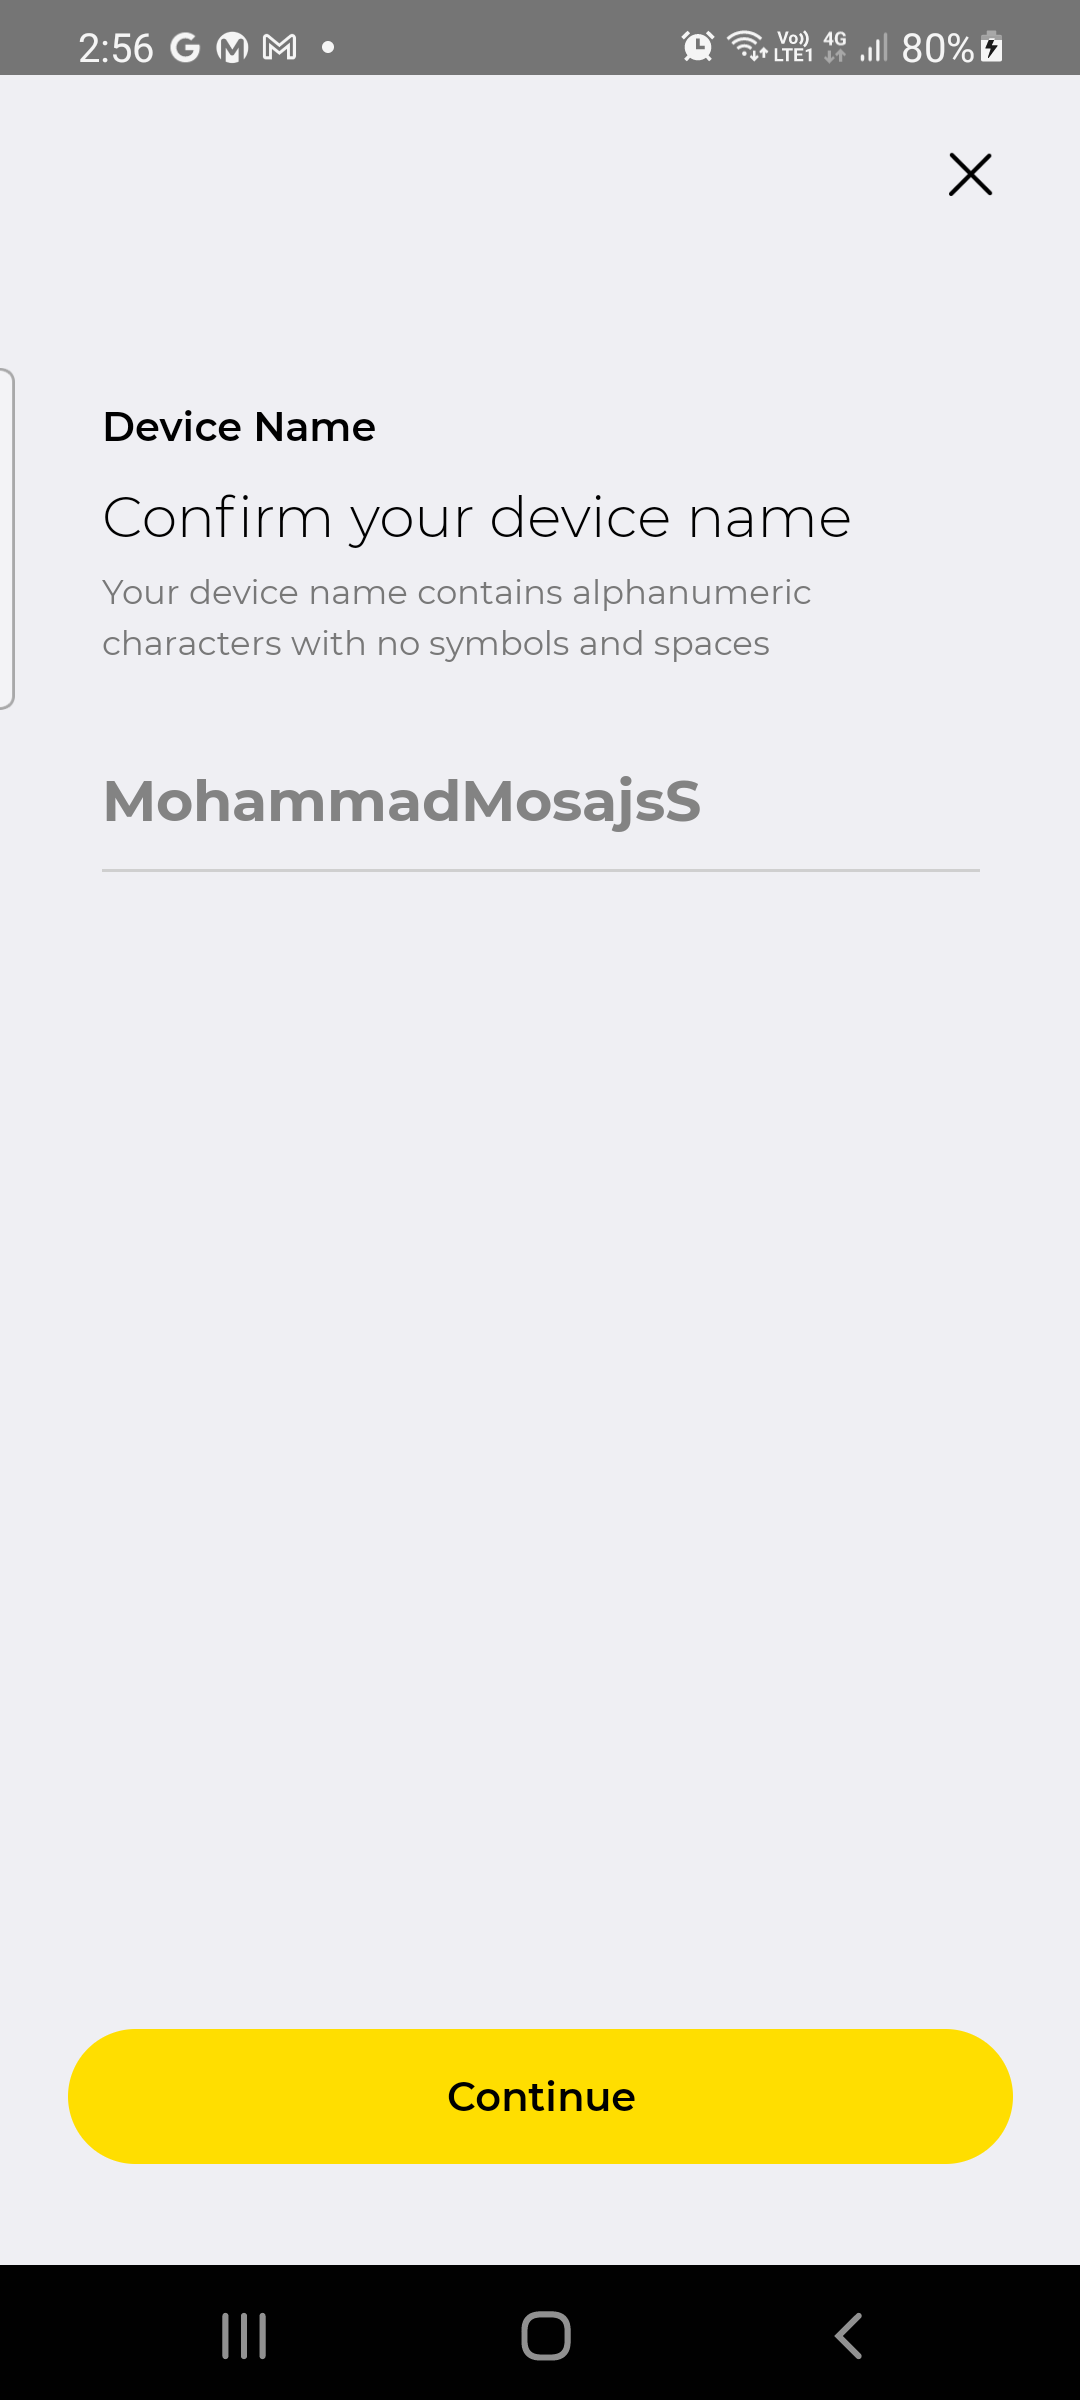 2:56
Vo)) 4G 80%
LTE1
Device Name
Confirm your device name
Your device name contains alphanumeric
characters with no symbols and spaces
MohammadMosajsS
Continue